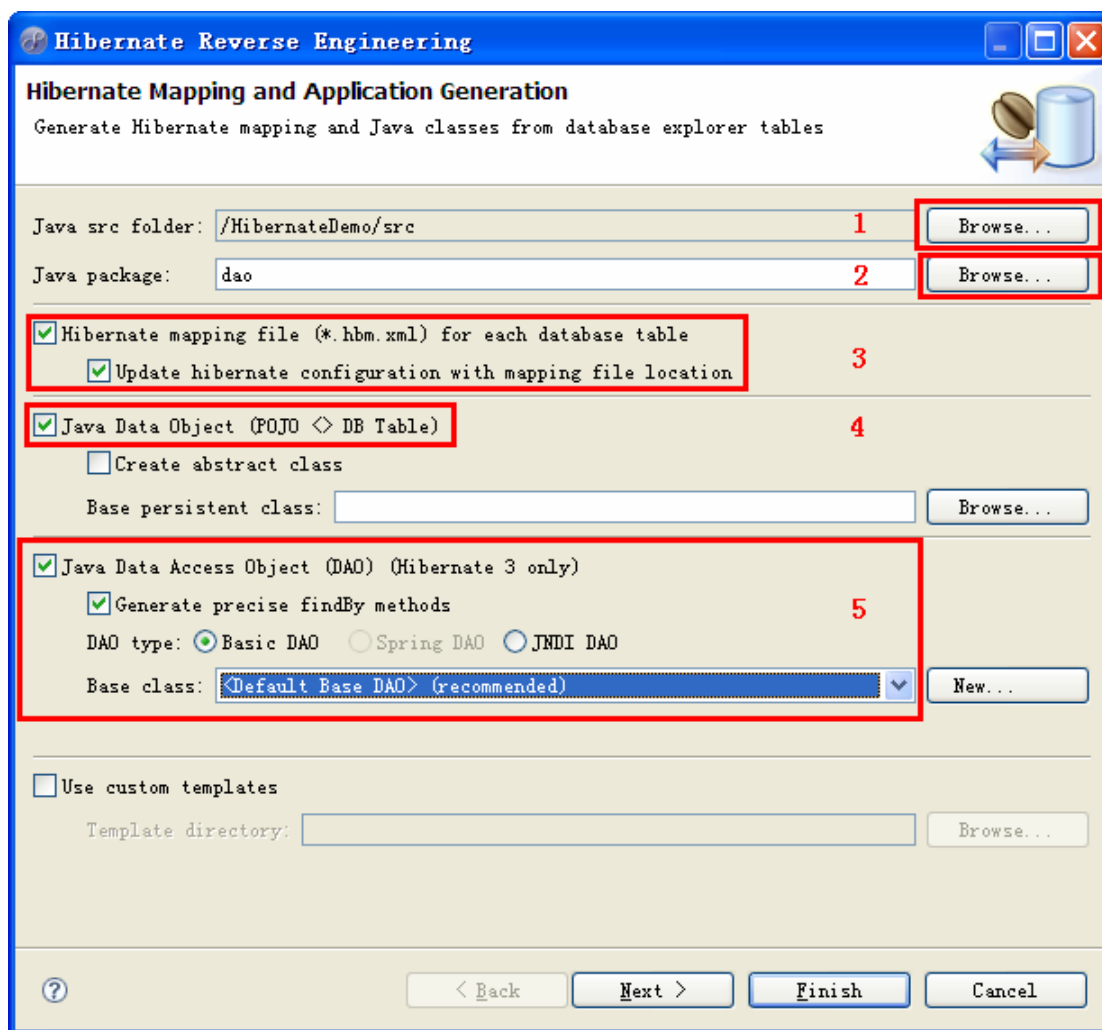 Hibernate Reverse Engineering
Hibernate Mapping and Application Generation
Generate Hibernate mapping and Java classes from database explorer tables
Java src folder: /HibernateDemo/src 1 Browse...
Java package: dao 2 Browse...
Hibernate mapping file (*.hbm.xml) for each database table
Update hibernate configuration with mapping file location 3
Java Data Object (POJO <> DB Table) 4
Create abstract class
Base persistent class: Browse...
Java Data Access Object (DAO) (Hibernate 3 only)
Generate precise findBy methods 5
DAO type: Basic DAO Spring DAO JNDI DAO
Base class: <Default Base DAO> (recommended) New...
Use custom templates
Template directory: Browse...
? < Back Next > Finish Cancel